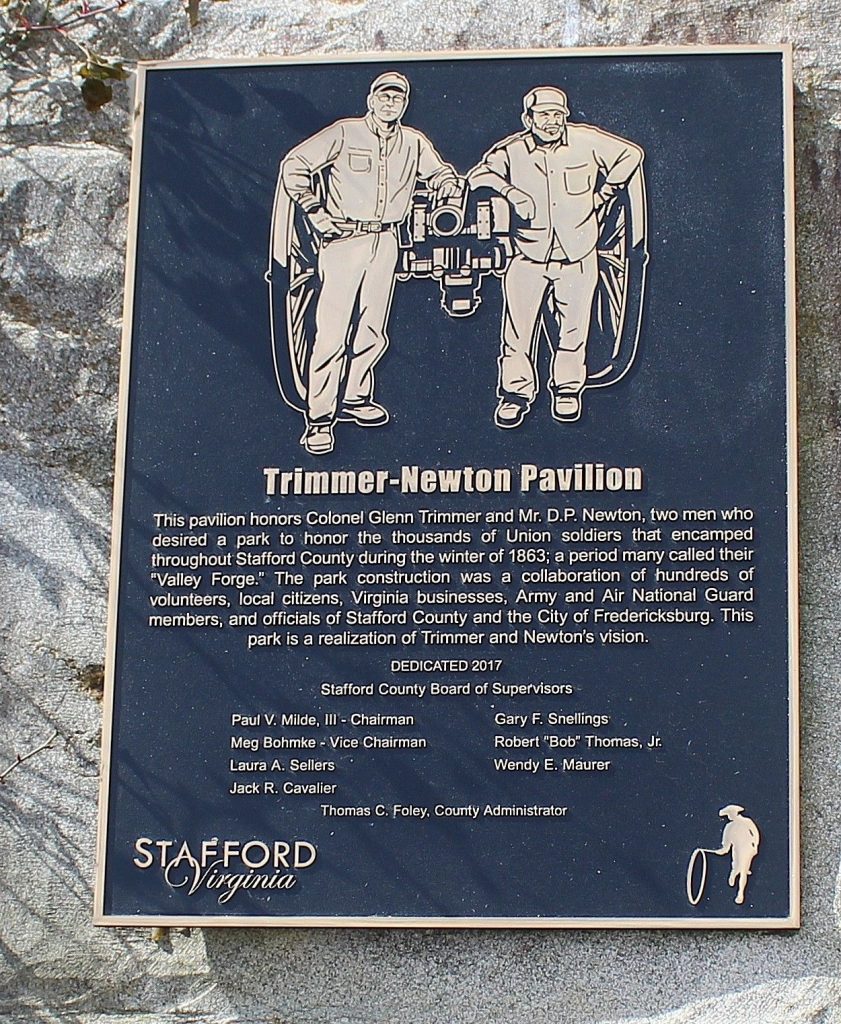 Trimmer-Newton Pavilion
This pavilion honors Colonel Glenn Trimmer and Mr. D.P. Newton, two men who
desired a park to honor the thousands of Union soldiers that encamped
throughout Stafford County during the winter of 1863; a period many called their
"Valley Forge." The park construction was a collaboration of hundreds of
volunteers, local citizens, Virginia businesses, Army and Air National Guard
members, and officials of Stafford County and the City of Fredericksburg. This
park is a realization of Trimmer and Newton's vision.
DEDICATED 2017
Stafford County Board of Supervisors
Paul V. Milde, III - Chairman
Meg Bohmke - Vice Chairman
Laura A. Sellers
Jack R. Cavalier
Gary F. Snellings
Robert "Bob" Thomas, Jr.
Wendy E. Maurer
Thomas C. Foley, County Administrator
STAFFORD
Virginia